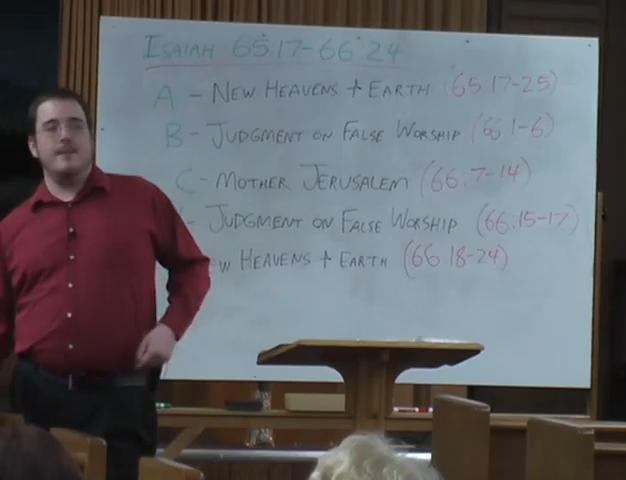 ISAIAH 65:17-66:24
A - NEW HEAVENS + EARTH (65:17-25)
B - JUDGMENT ON FALSE WORSHIP (66:1-6)
C - MOTHER JERUSALEM (66:7-14)
- JUDGMENT ON FALSE WORSHIP (66:15-17)
W HEAVENS + EARTH (66:18-24)